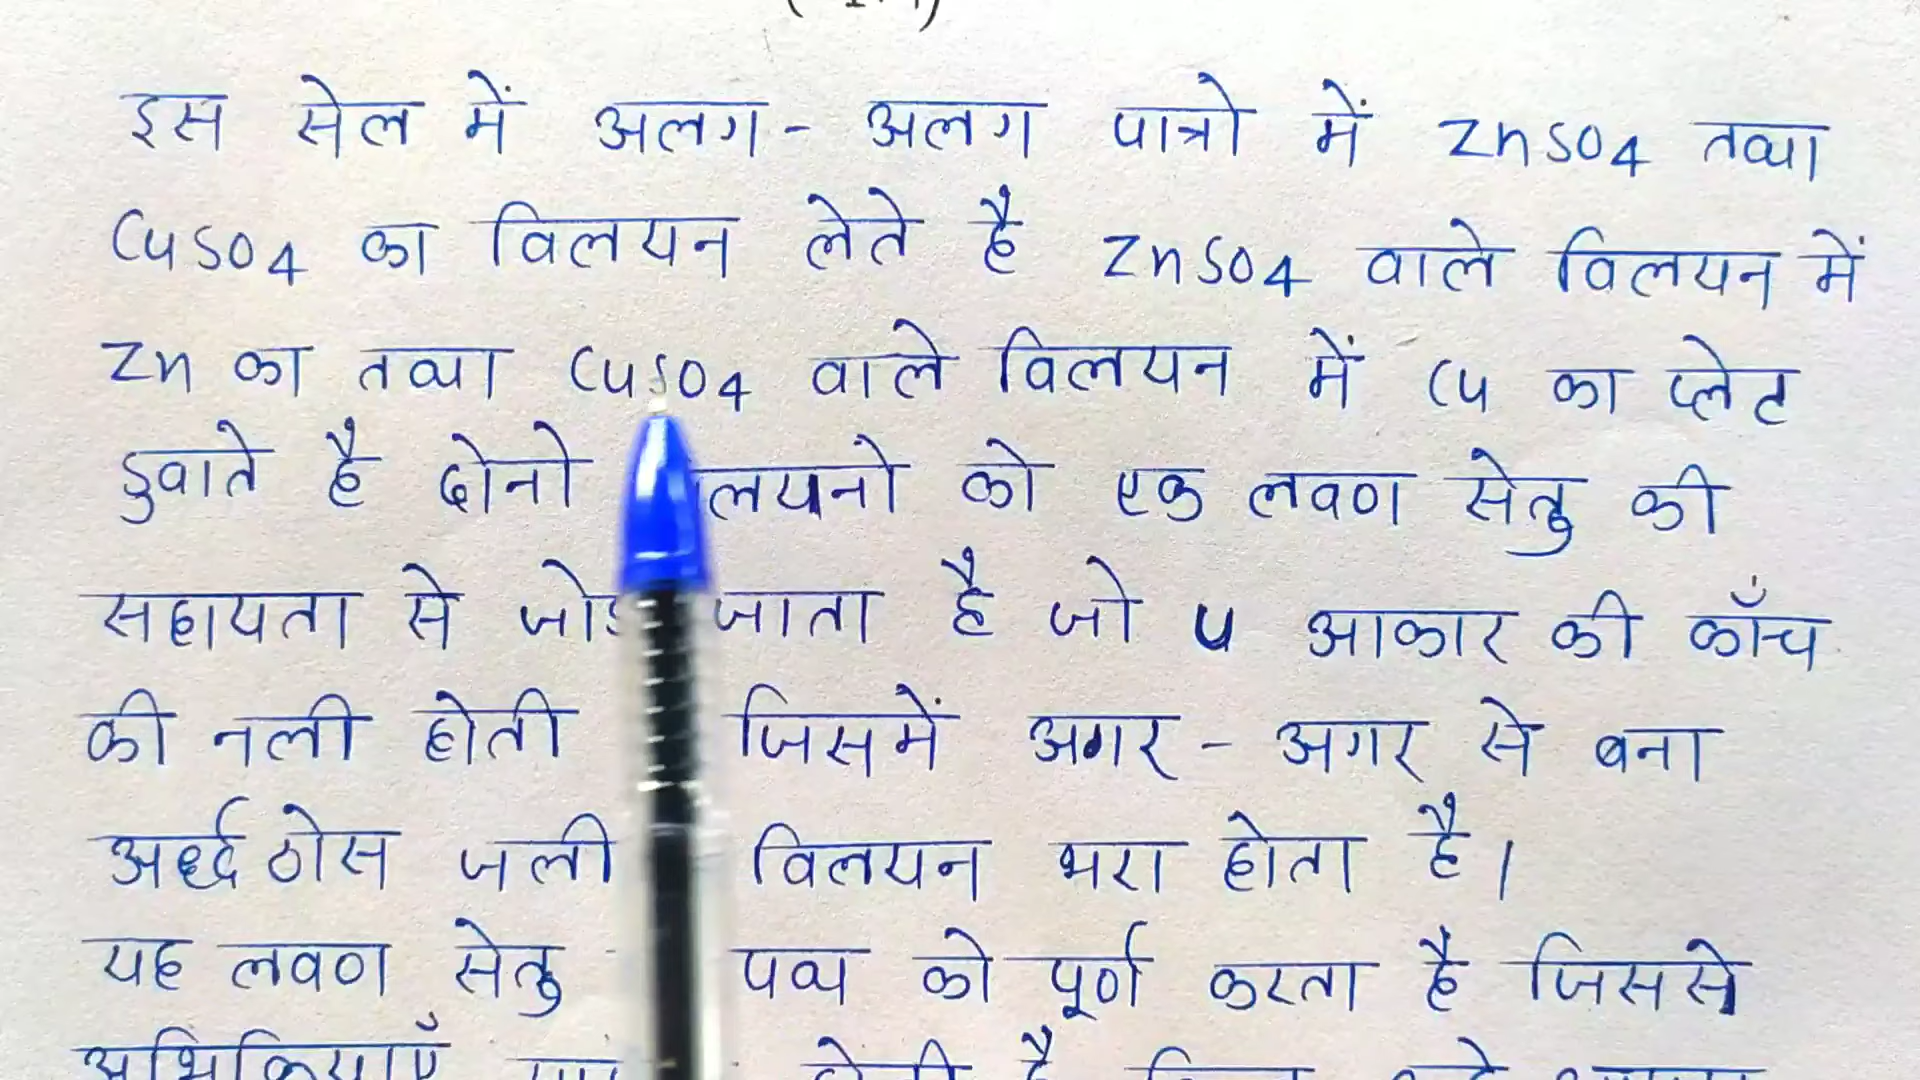 इस सेल में अलग - अलग पात्रो में ZnSO4 तथा
CuSO4 का विलयन लेते है ZnSO4 वाले विलयन में
Zn का तथा CuSO4 वाले विलयन में Cu का प्लेट
डुवाते है दोनो लयनो को एक लवण सेतु की
सहायता से जाता है जो U आकार की काँच
की नली होती जिसमें अगर - अगर से बना
अर्द्ध ठोस जली विलयन भरा होता है।
यह लवण सेतु पथ को पूर्ण करता है जिससे
अभिक्रियाएँ है